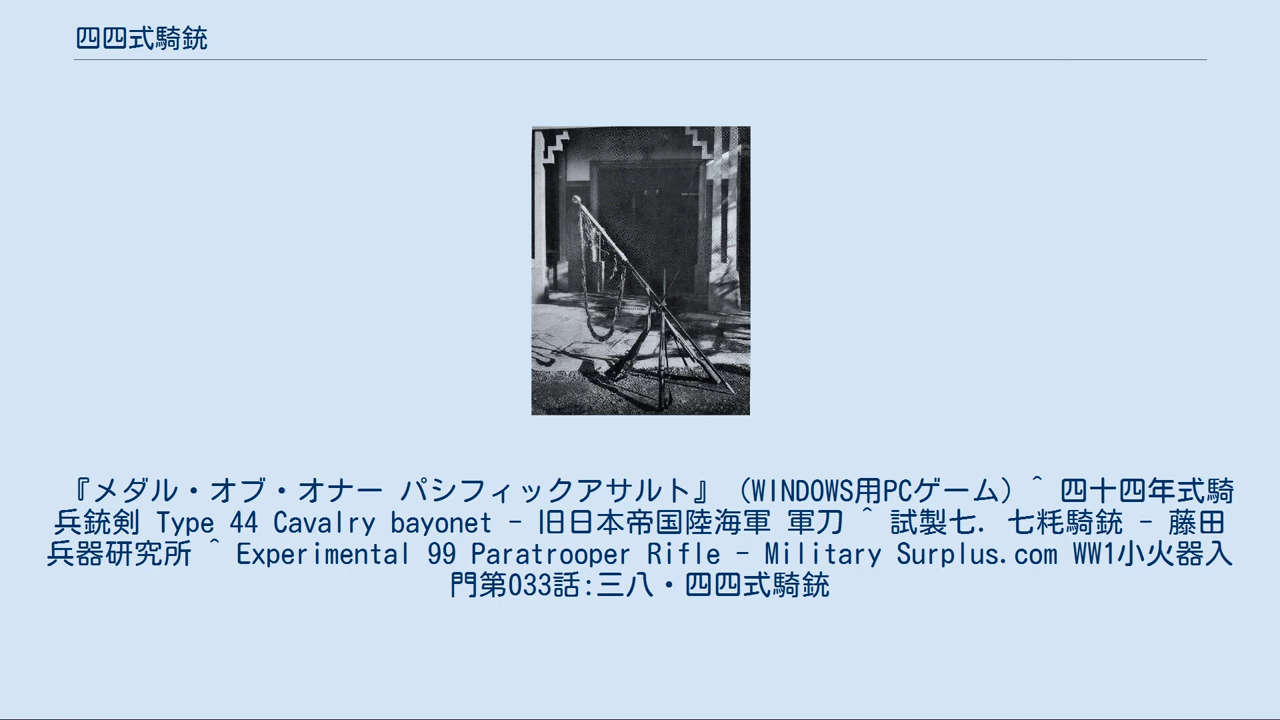 四四式騎銃
『メダル・オブ・オナー パシフィックアサルト』（WINDOWS用PCゲーム）^ 四十四年式騎
兵銃剣 Type 44 Cavalry bayonet - 旧日本帝国陸海軍 軍刀 ^ 試製七．七粍騎銃 - 藤田
兵器研究所 ^ Experimental 99 Paratrooper Rifle - Military Surplus.com WW1小火器入
門第033話:三八・四四式騎銃